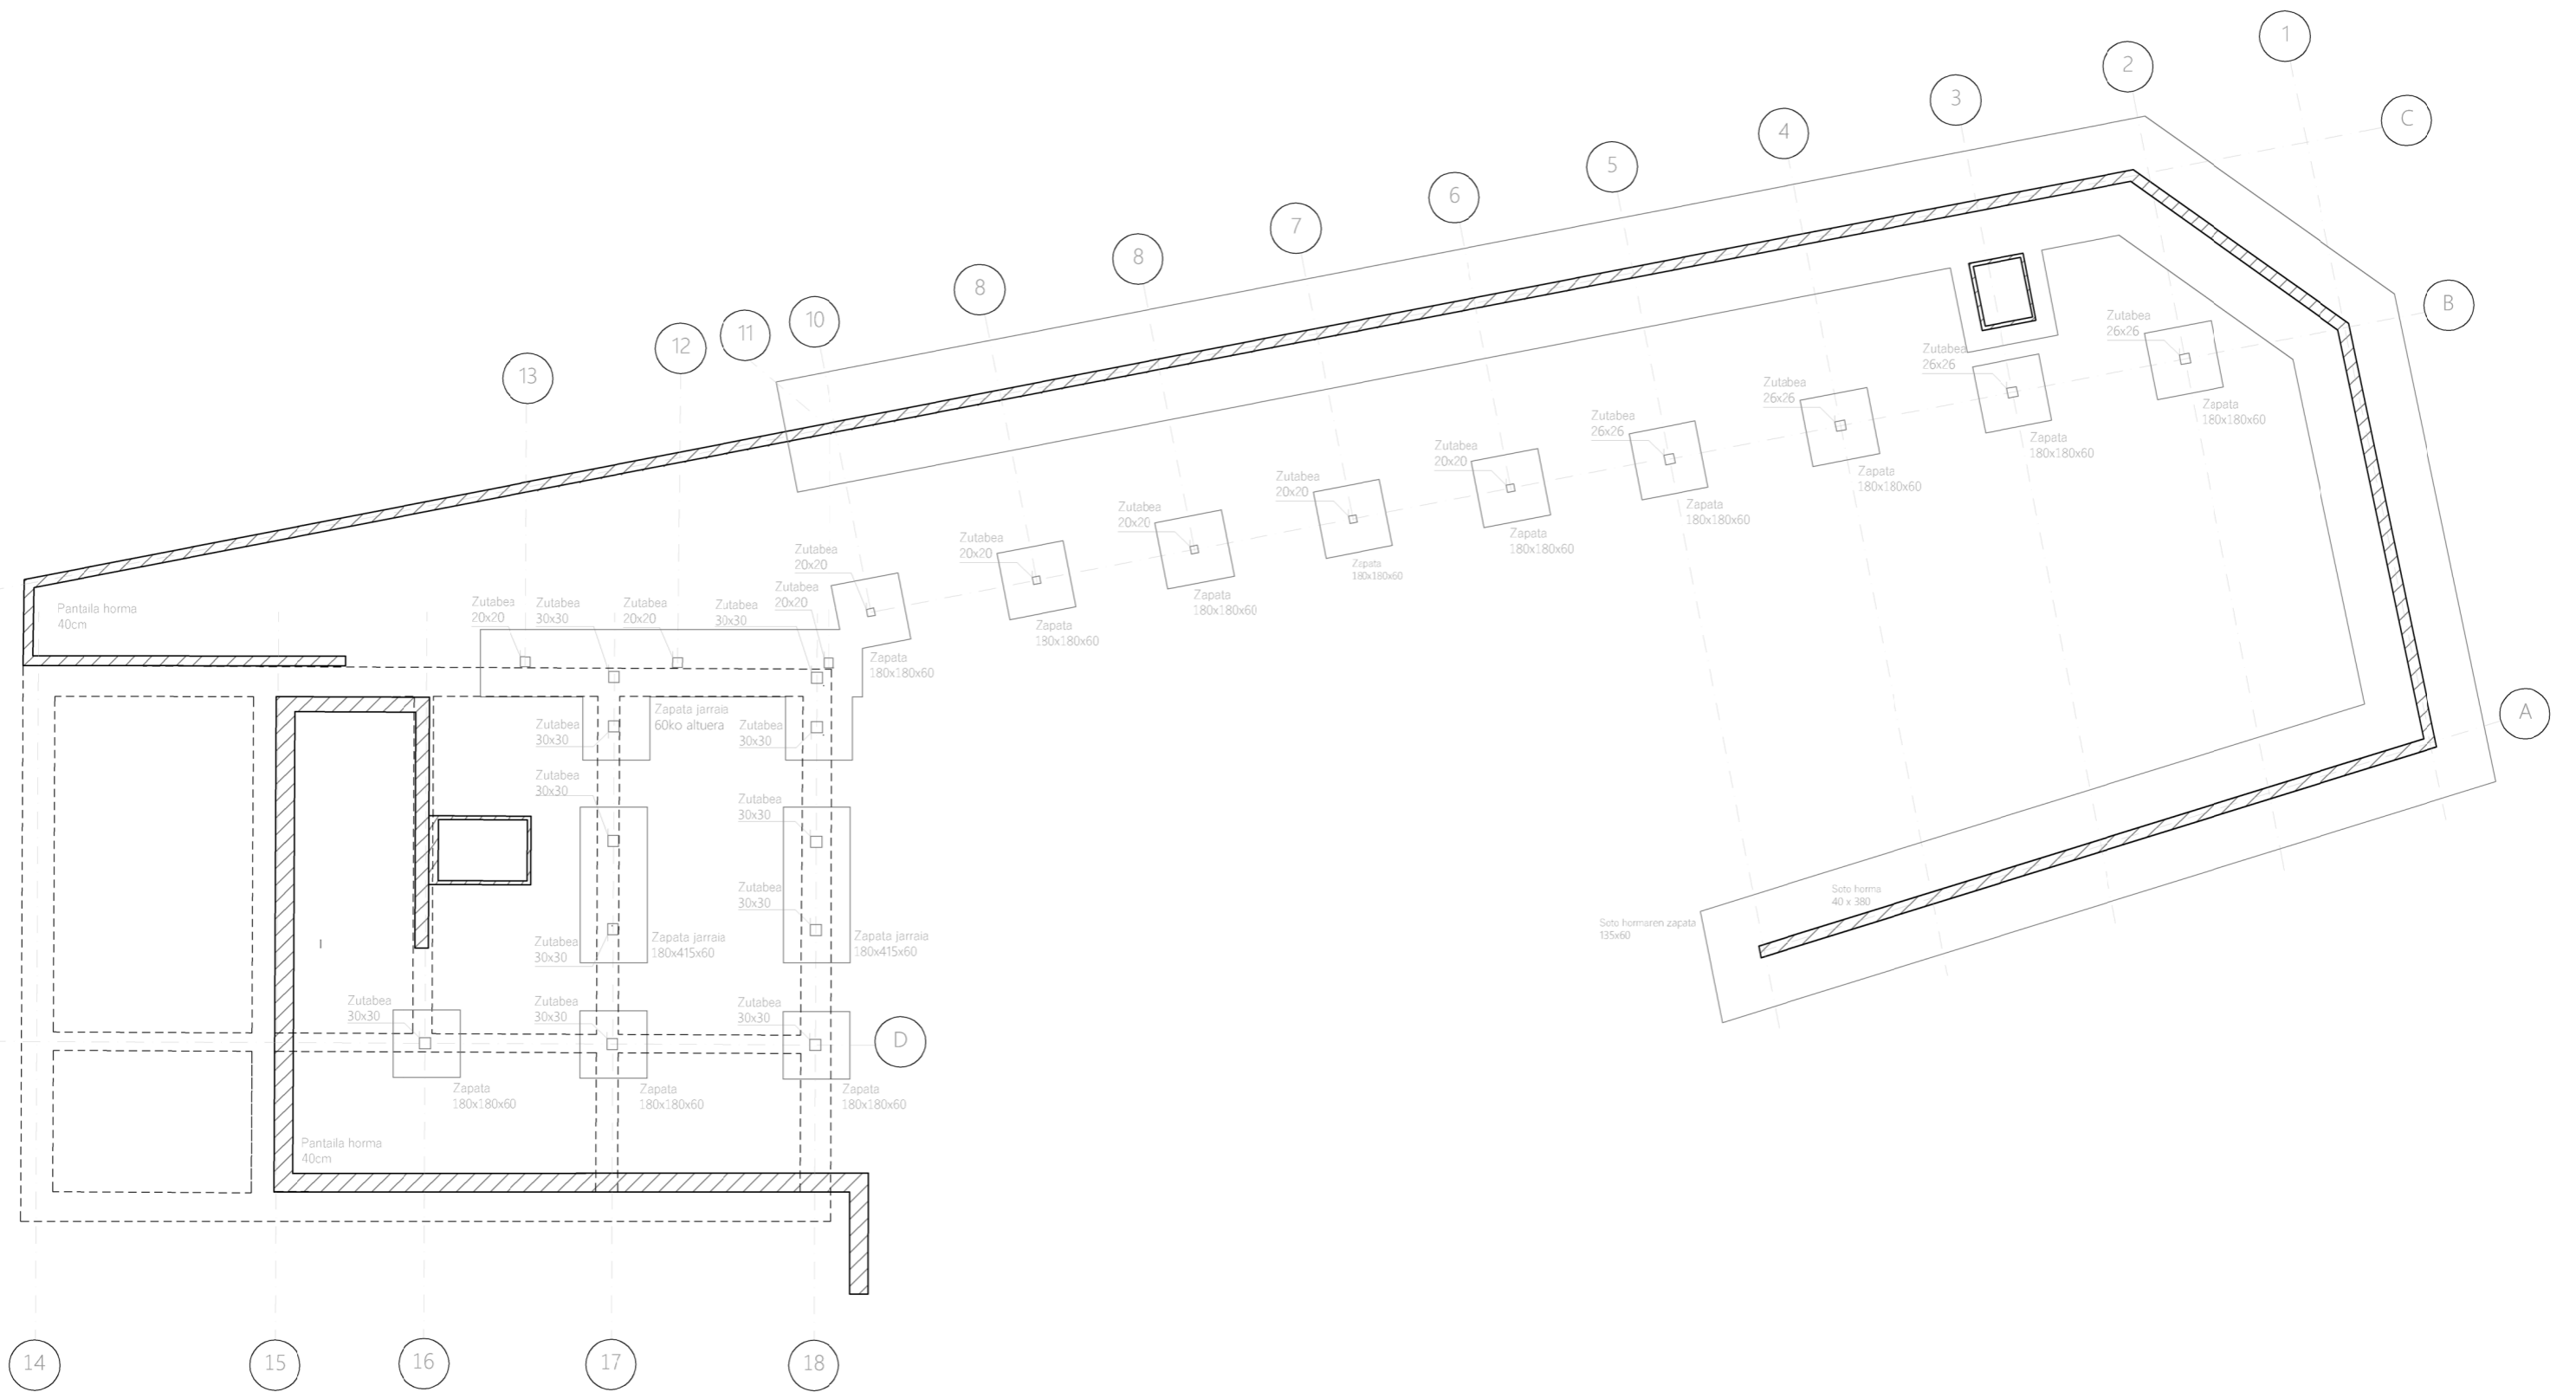 1
2
3
4
5
6
7
8
8
10
11
12
13
C
B
A
Zutabea
26x26
Zapata
180x180x60
Zutabea
26x26
Zapata
180x180x60
Zutabea
26x26
Zapata
180x180x60
Zutabea
26x26
Zapata
180x180x60
Zutabea
20x20
Zapata
180x180x60
Zutabea
20x20
Zapata
180x180x60
Zutabea
20x20
Zapata
180x180x60
Zutabea
20x20
Zapata
180x180x60
Zutabea
20x20
Zapata
180x180x60
Pantaila horma
40cm
Zutabea
20x20
Zutabea
30x30
Zutabea
20x20
Zutabea
30x30
Zutabea
20x20
Zapata jarraia
60ko altuera
Zutabea
30x30
Zutabea
30x30
Zutabea
30x30
Zutabea
30x30
Zutabea
30x30
Zutabea
30x30
Zapata jarraia
180x415x60
Zapata jarraia
180x415x60
Zutabea
30x30
Zutabea
30x30
Zutabea
30x30
D
Zapata
180x180x60
Zapata
180x180x60
Zapata
180x180x60
Pantaila horma
40cm
Soto horma
40 x 380
Soto hormaren zapata
135x60
14
15
16
17
18